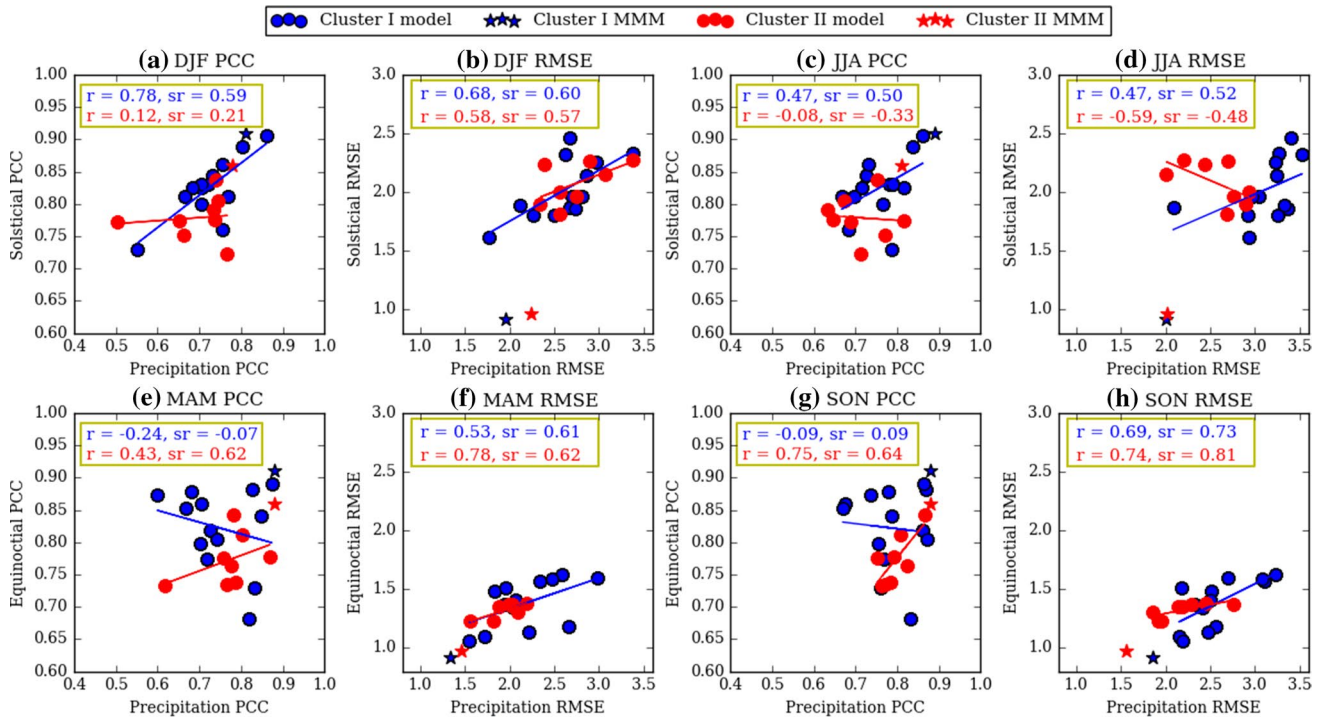 Cluster I model Cluster I MMM Cluster II model Cluster II MMM
(a) DJF PCC
r = 0.78, sr = 0.59
r = 0.12, sr = 0.21
Solsticial PCC
1.00
0.95
0.90
0.85
0.80
0.75
0.70
0.65
0.60
0.4 0.5 0.6 0.7 0.8 0.9 1.0
Precipitation PCC
(b) DJF RMSE
r = 0.68, sr = 0.60
r = 0.58, sr = 0.57
Solsticial RMSE
3.0
2.5
2.0
1.5
1.0
1.0 1.5 2.0 2.5 3.0 3.5
Precipitation RMSE
(c) JJA PCC
r = 0.47, sr = 0.50
r = -0.08, sr = -0.33
Solsticial PCC
1.00
0.95
0.90
0.85
0.80
0.75
0.70
0.65
0.60
0.4 0.5 0.6 0.7 0.8 0.9 1.0
Precipitation PCC
(d) JJA RMSE
r = 0.47, sr = 0.52
r = -0.59, sr = -0.48
Solsticial RMSE
3.0
2.5
2.0
1.5
1.0
1.0 1.5 2.0 2.5 3.0 3.5
Precipitation RMSE
(e) MAM PCC
r = -0.24, sr = -0.07
r = 0.43, sr = 0.62
Equinoctial PCC
1.00
0.95
0.90
0.85
0.80
0.75
0.70
0.65
0.60
0.4 0.5 0.6 0.7 0.8 0.9 1.0
Precipitation PCC
(f) MAM RMSE
r = 0.53, sr = 0.61
r = 0.78, sr = 0.62
Equinoctial RMSE
3.0
2.5
2.0
1.5
1.0
1.0 1.5 2.0 2.5 3.0 3.5
Precipitation RMSE
(g) SON PCC
r = -0.09, sr = 0.09
r = 0.75, sr = 0.64
Equinoctial PCC
1.00
0.95
0.90
0.85
0.80
0.75
0.70
0.65
0.60
0.4 0.5 0.6 0.7 0.8 0.9 1.0
Precipitation PCC
(h) SON RMSE
r = 0.69, sr = 0.73
r = 0.74, sr = 0.81
Equinoctial RMSE
3.0
2.5
2.0
1.5
1.0
1.0 1.5 2.0 2.5 3.0 3.5
Precipitation RMSE